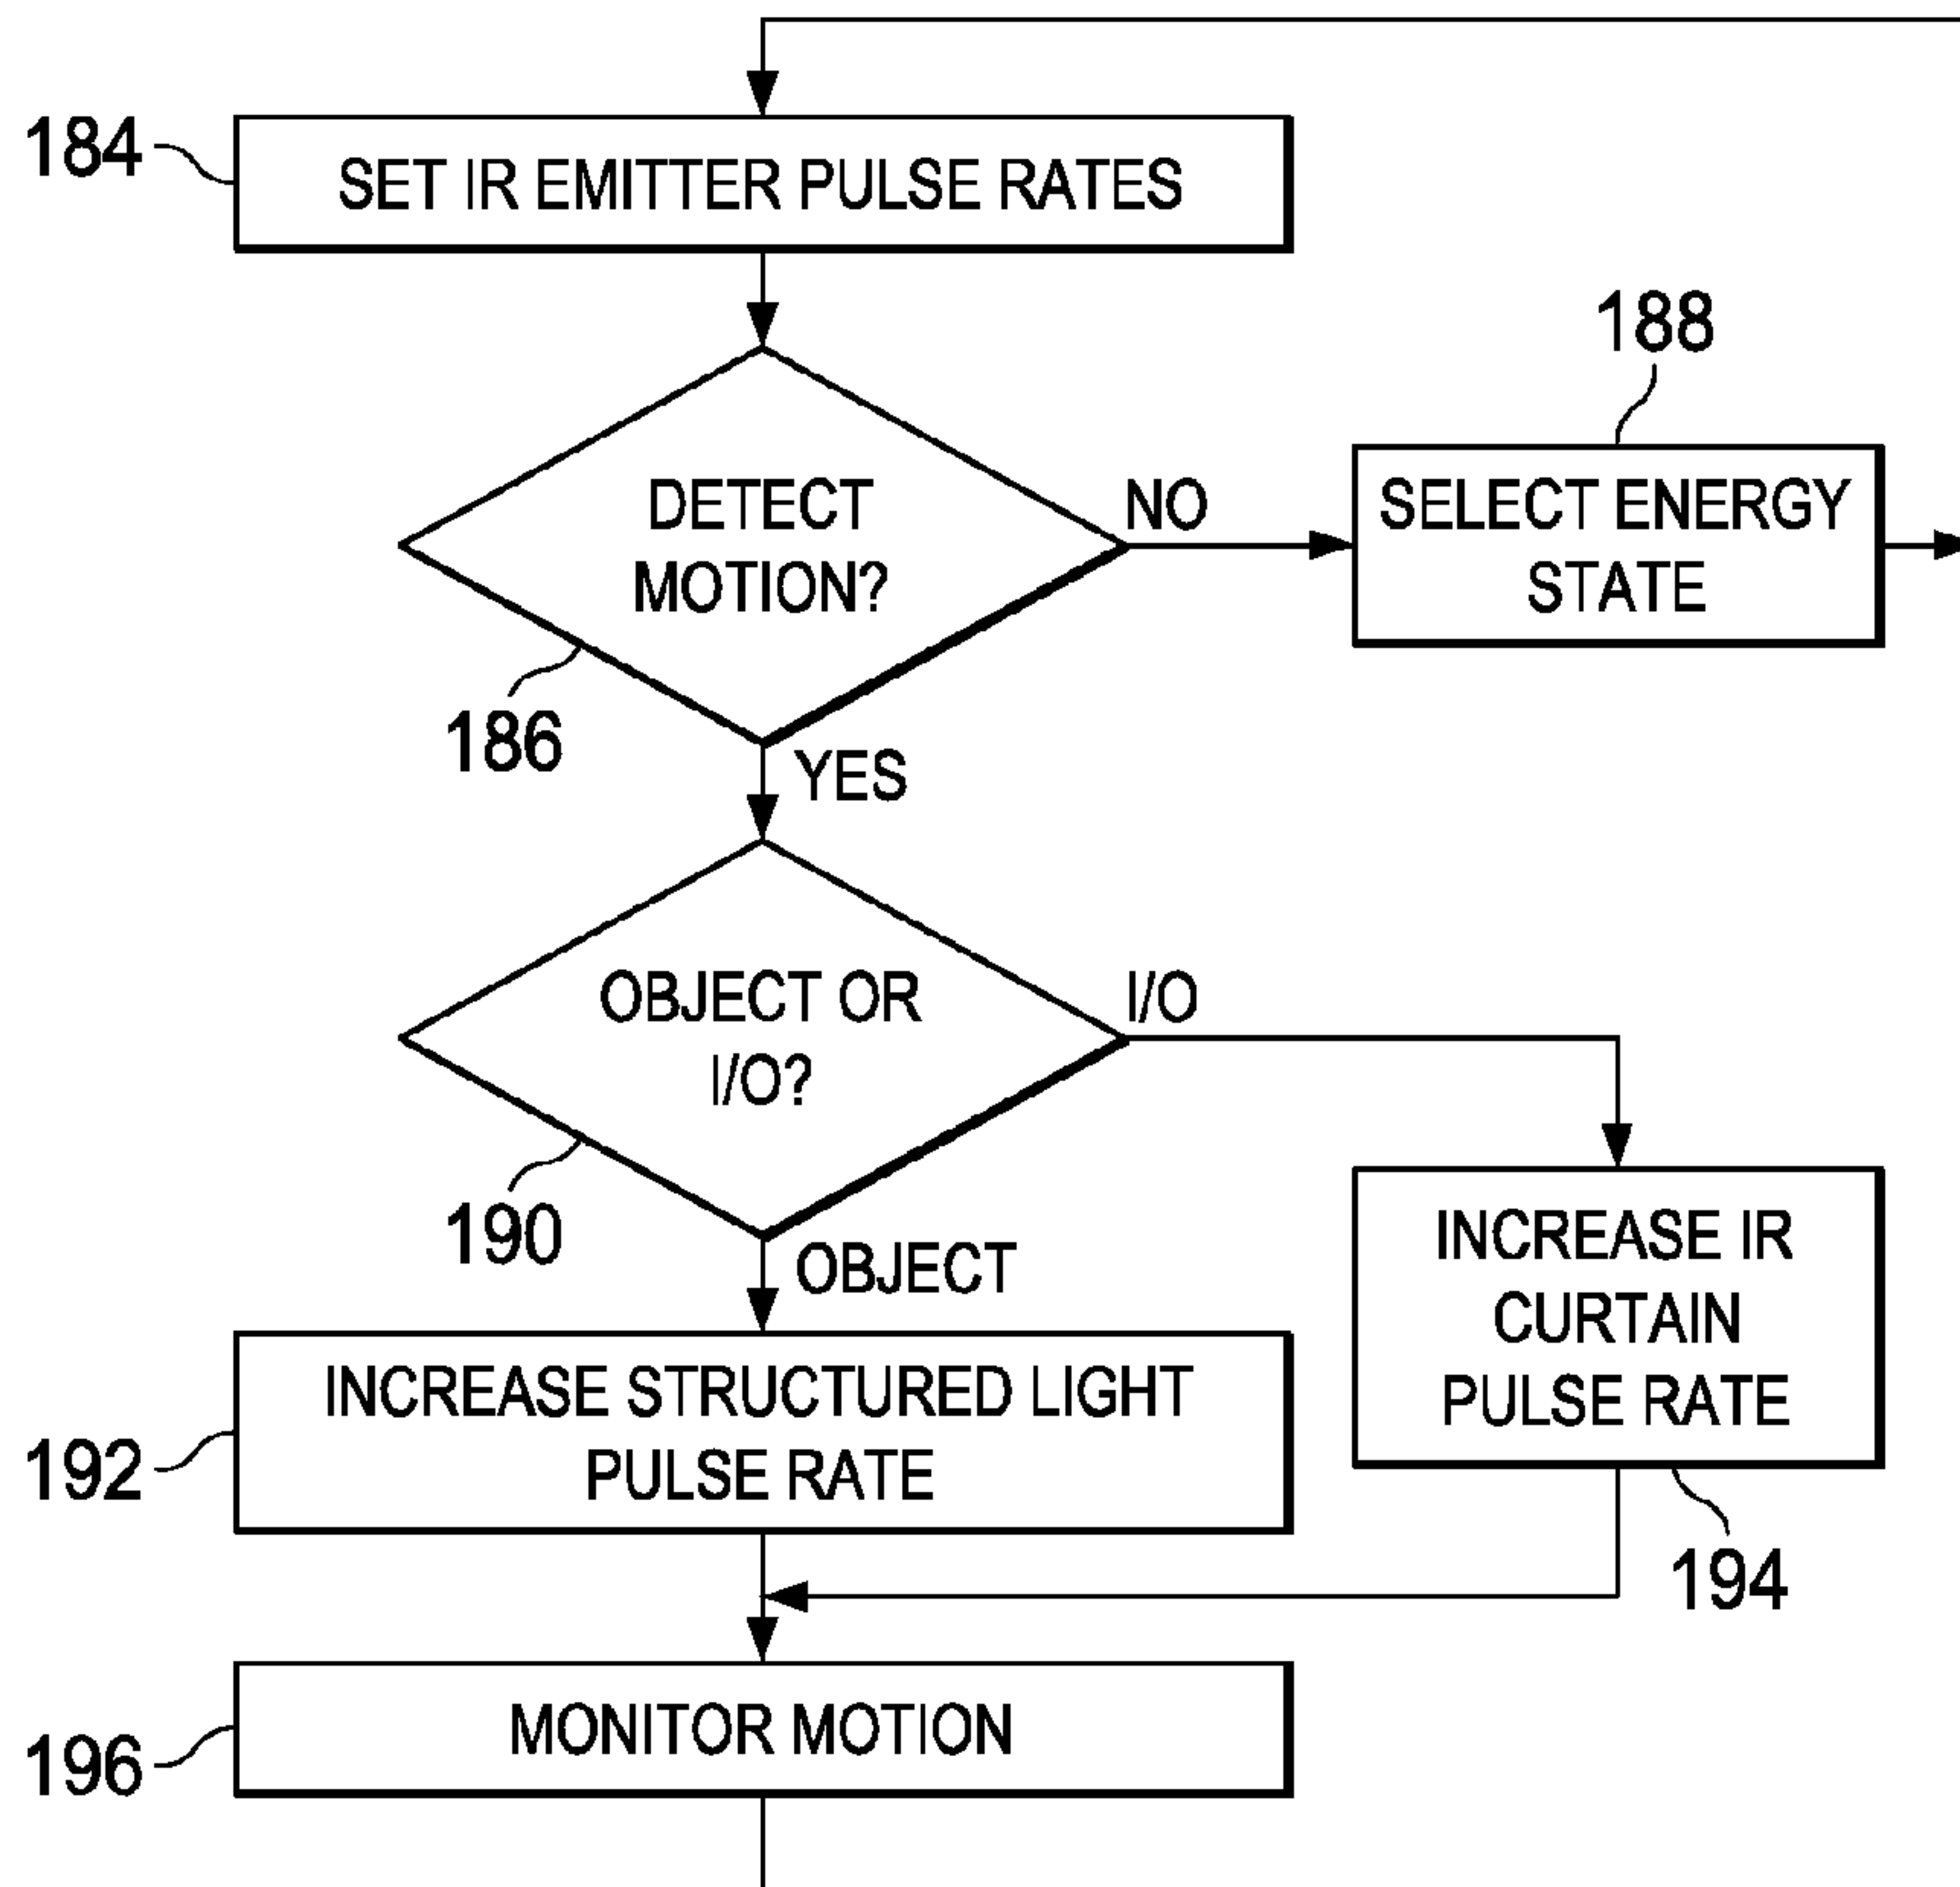 184
SET IR EMITTER PULSE RATES
188
DETECT
MOTION?
NO
SELECT ENERGY
STATE
186
YES
OBJECT OR
I/O?
I/O
190
OBJECT
INCREASE IR
CURTAIN
PULSE RATE
192
INCREASE STRUCTURED LIGHT
PULSE RATE
194
196
MONITOR MOTION